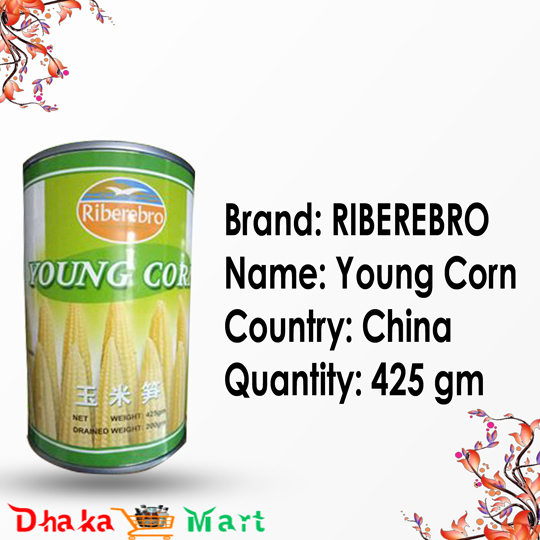 Riberebro
YOUNG CORN
玉米笋
NET WEIGHT: 425gm
DRAINED WEIGHT: 200gm
Brand: RIBEREBRO
Name: Young Corn
Country: China
Quantity: 425 gm
Dhaka Mart